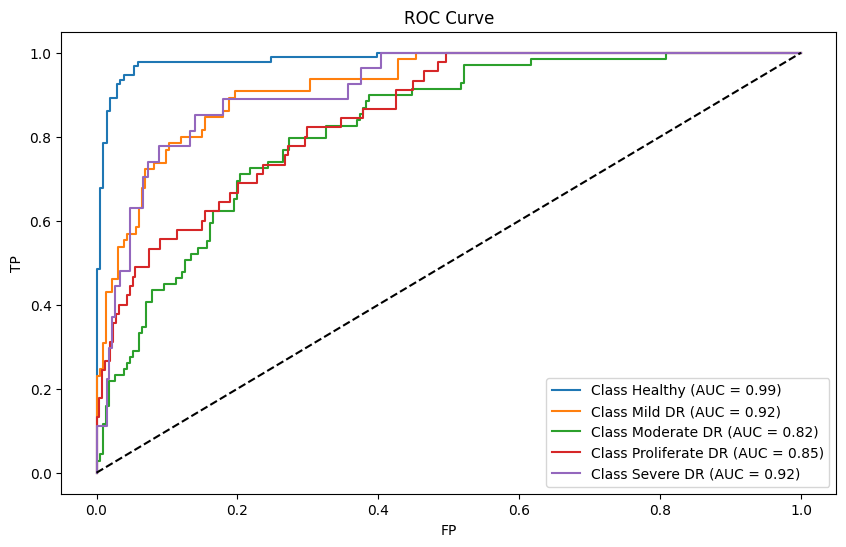 ROC Curve
1.0
0.8
0.6
0.4
0.2
0.0
TP
Class Healthy (AUC = 0.99)
Class Mild DR (AUC = 0.92)
Class Moderate DR (AUC = 0.82)
Class Proliferate DR (AUC = 0.85)
Class Severe DR (AUC = 0.92)
0.0 0.2 0.4 0.6 0.8 1.0
FP